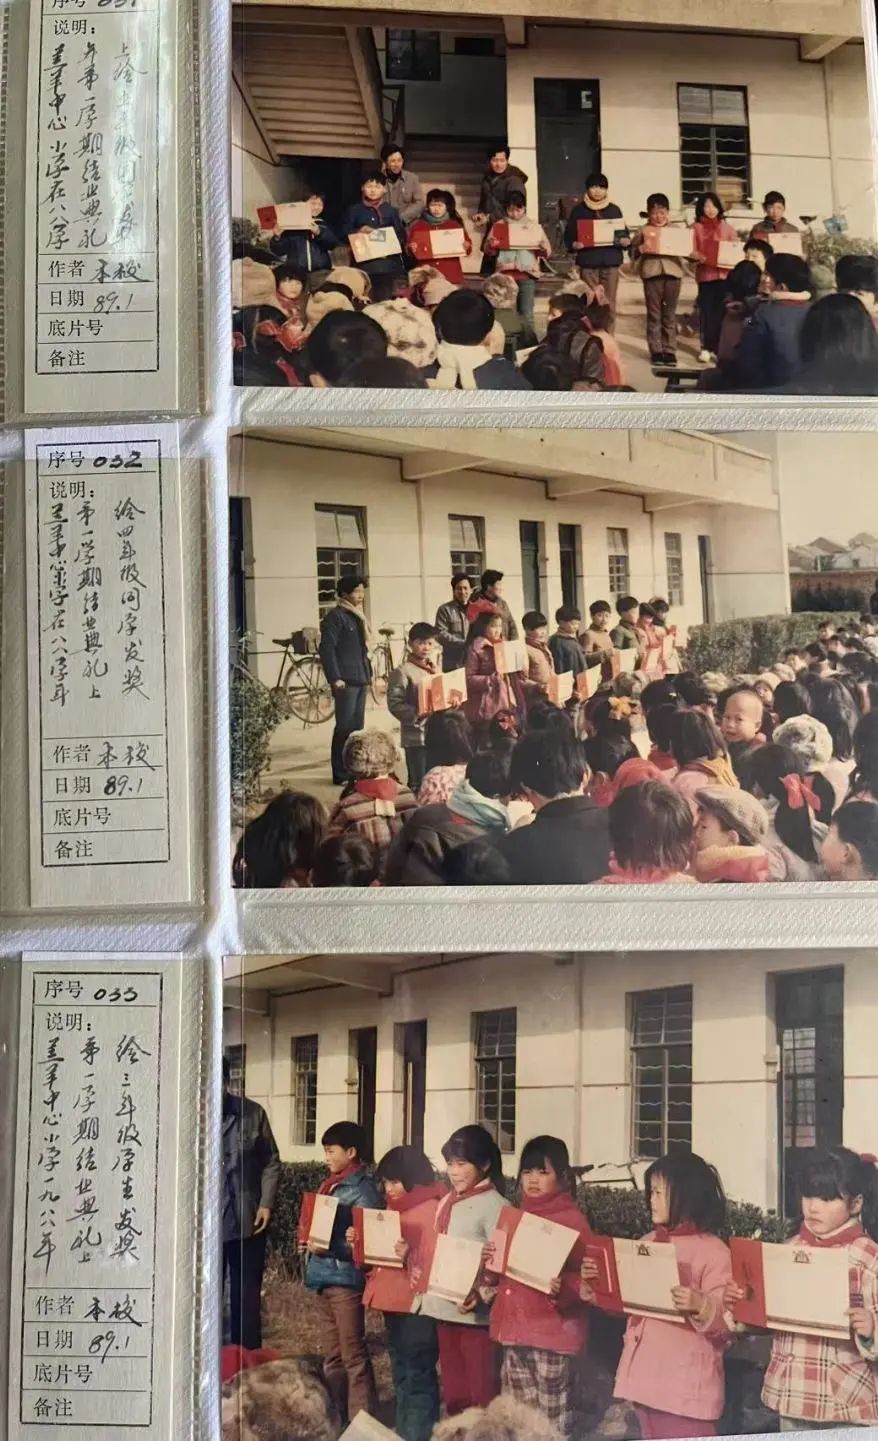 序号 031
说明：
羔羊中心小学在八八学
年第一学期结业典礼
上给五年级同学发奖
作者 本校
日期 89.1
底片号
备注
序号 032
说明：
羔羊中心小学在八八学年
第一学期结业典礼上
给四年级同学发奖
作者 本校
日期 89.1
底片号
备注
序号 033
说明：
羔羊中心小学一九八八年
第一学期结业典礼上
给三年级学生发奖
作者 本校
日期 89.1
底片号
备注